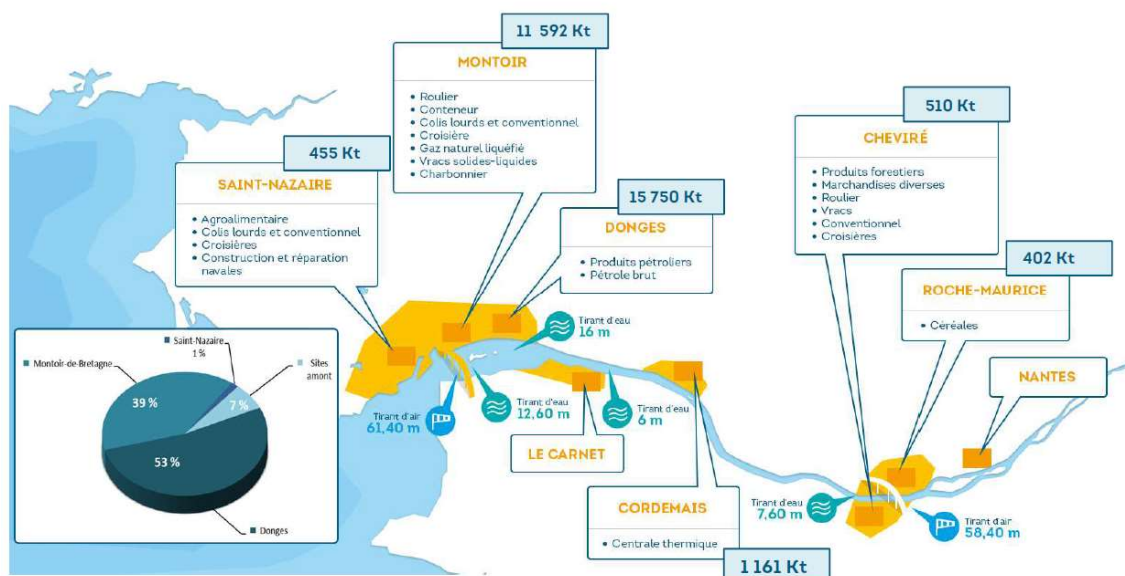 11 592 Kt
MONTOIR
• Roulier
• Conteneur
• Colis lourds et conventionnel
• Croisière
• Gaz naturel liquéfié
• Vracs solides-liquides
• Charbonnier
455 Kt
SAINT-NAZAIRE
• Agroalimentaire
• Colis lourds et conventionnel
• Croisières
• Construction et réparation
navales
15 750 Kt
DONGES
• Produits pétroliers
• Pétrole brut
510 Kt
CHEVIRÉ
• Produits forestiers
• Marchandises diverses
• Roulier
• Vracs
• Conventionnel
• Croisières
402 Kt
ROCHE-MAURICE
• Céréales
NANTES
Tirant d'eau
16 m
Tirant d'air
61,40 m
Tirant d'eau
12,60 m
Tirant d'eau
6 m
LE CARNET
CORDEMAIS
• Centrale thermique
1 161 Kt
Tirant d'eau
7,60 m
Tirant d'air
58,40 m
Saint-Nazaire
1 %
Montoir-de-Bretagne
Sites
amont
39 %
7 %
53 %
Donges